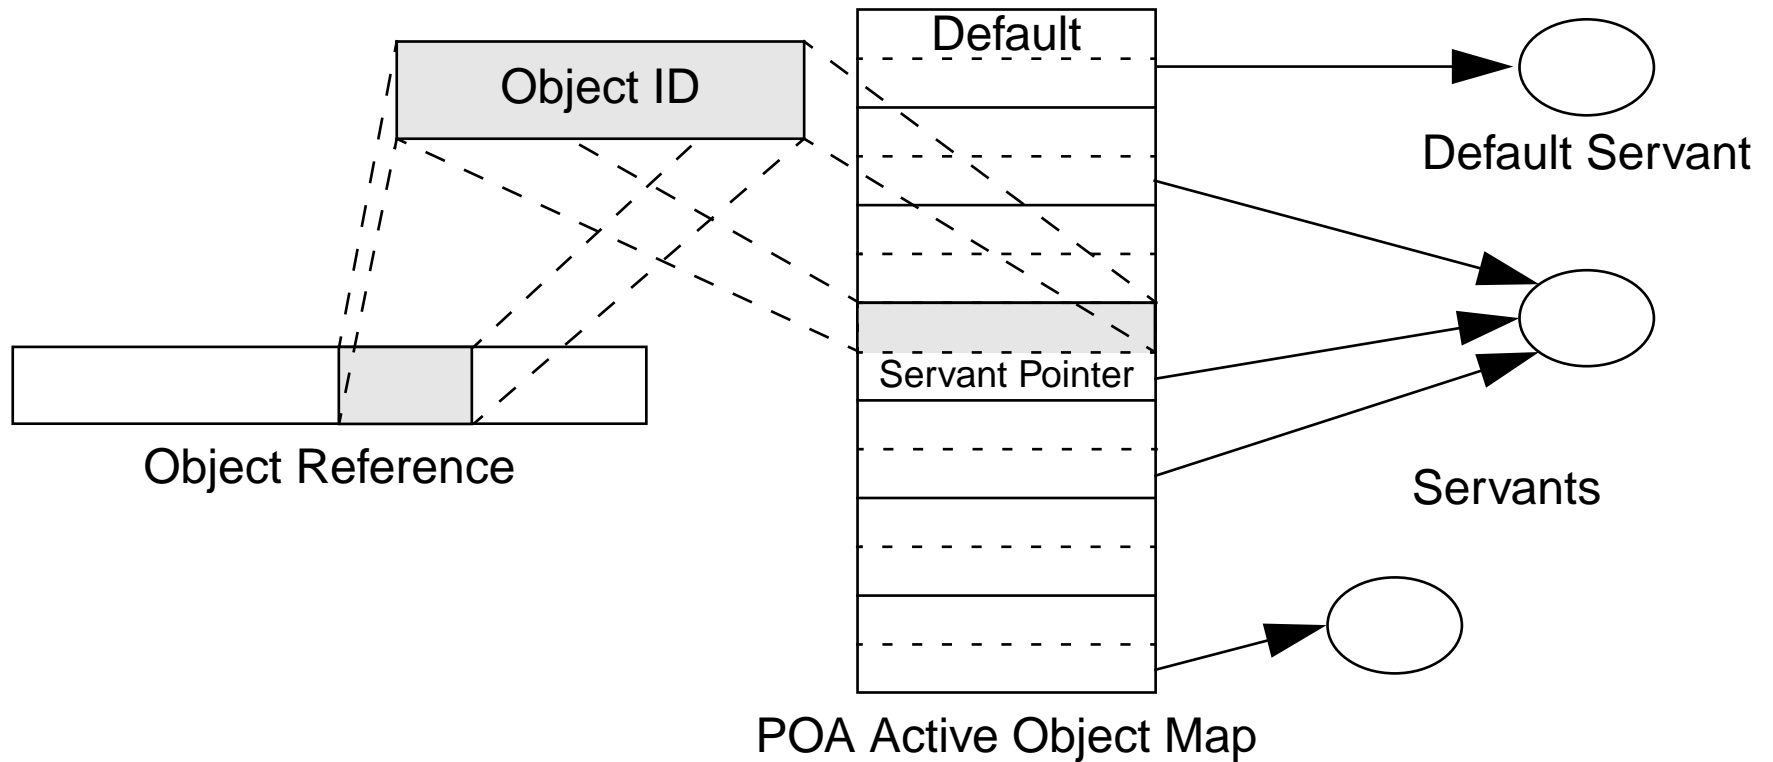 Default
Object ID
Default Servant
Servant Pointer
Object Reference
Servants
POA Active Object Map